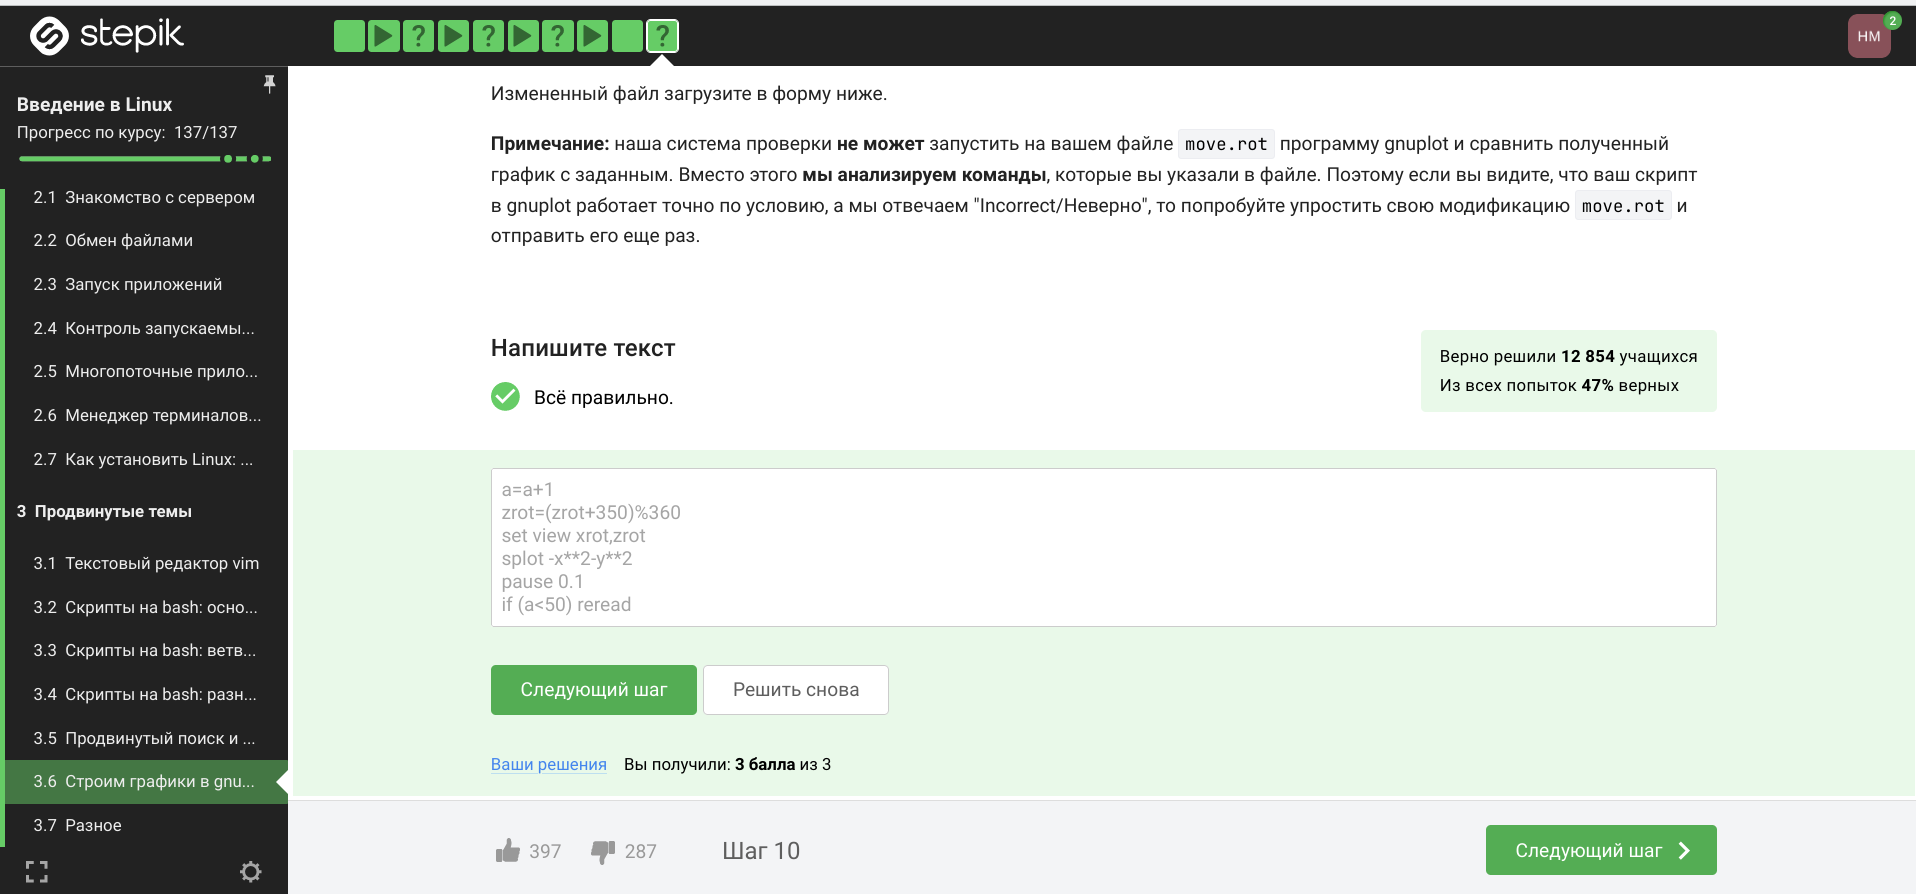 stepik
? ? ? ?
НМ
2
Введение в Linux
Прогресс по курсу: 137/137
2.1 Знакомство с сервером
2.2 Обмен файлами
2.3 Запуск приложений
2.4 Контроль запускаемы...
2.5 Многопоточные прило...
2.6 Менеджер терминалов...
2.7 Как установить Linux: ...
3 Продвинутые темы
3.1 Текстовый редактор vim
3.2 Скрипты на bash: осно...
3.3 Скрипты на bash: ветв...
3.4 Скрипты на bash: разн...
3.5 Продвинутый поиск и ...
3.6 Строим графики в gnu...
3.7 Разное
Измененный файл загрузите в форму ниже.
Примечание: наша система проверки не может запустить на вашем файле move.rot программу gnuplot и сравнить полученный
график с заданным. Вместо этого мы анализируем команды, которые вы указали в файле. Поэтому если вы видите, что ваш скрипт
в gnuplot работает точно по условию, а мы отвечаем "Incorrect/Неверно", то попробуйте упростить свою модификацию move.rot и
отправить его еще раз.
Напишите текст
Всё правильно.
Верно решили 12 854 учащихся
Из всех попыток 47% верных
a=a+1
zrot=(zrot+350)%360
set view xrot,zrot
splot -x**2-y**2
pause 0.1
if (a<50) reread
Следующий шаг
Решить снова
Ваши решения Вы получили: 3 балла из 3
397
287
Шаг 10
Следующий шаг